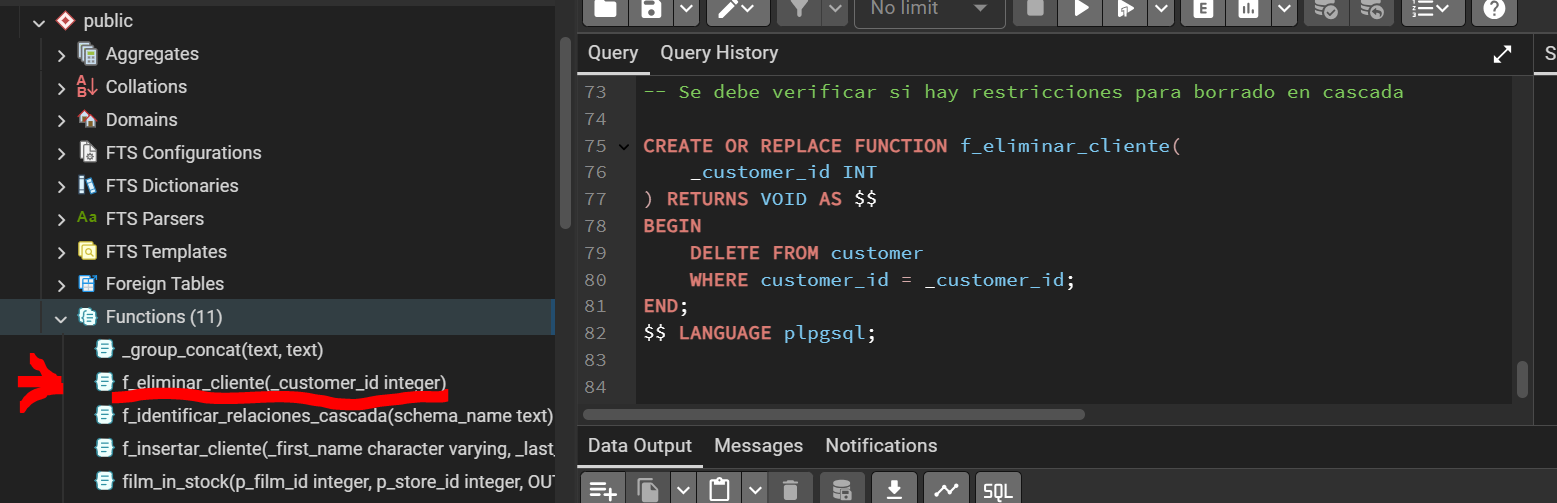 public
Aggregates
Collations
Domains
FTS Configurations
FTS Dictionaries
Aa FTS Parsers
FTS Templates
Foreign Tables
Functions (11)
_group_concat(text, text)
f_eliminar_cliente(_customer_id integer)
f_identificar_relaciones_cascada(schema_name text)
f_insertar_cliente(_first_name character varying, _last_
film_in_stock(p_film_id integer, p_store_id integer, OU
No limit
E
Query Query History
S
73 -- Se debe verificar si hay restricciones para borrado en cascada
74
75 CREATE OR REPLACE FUNCTION f_eliminar_cliente(
76 _customer_id INT
77 ) RETURNS VOID AS $$
78 BEGIN
79 DELETE FROM customer
80 WHERE customer_id = _customer_id;
81 END;
82 $$ LANGUAGE plpgsql;
83
84
Data Output Messages Notifications
SQL